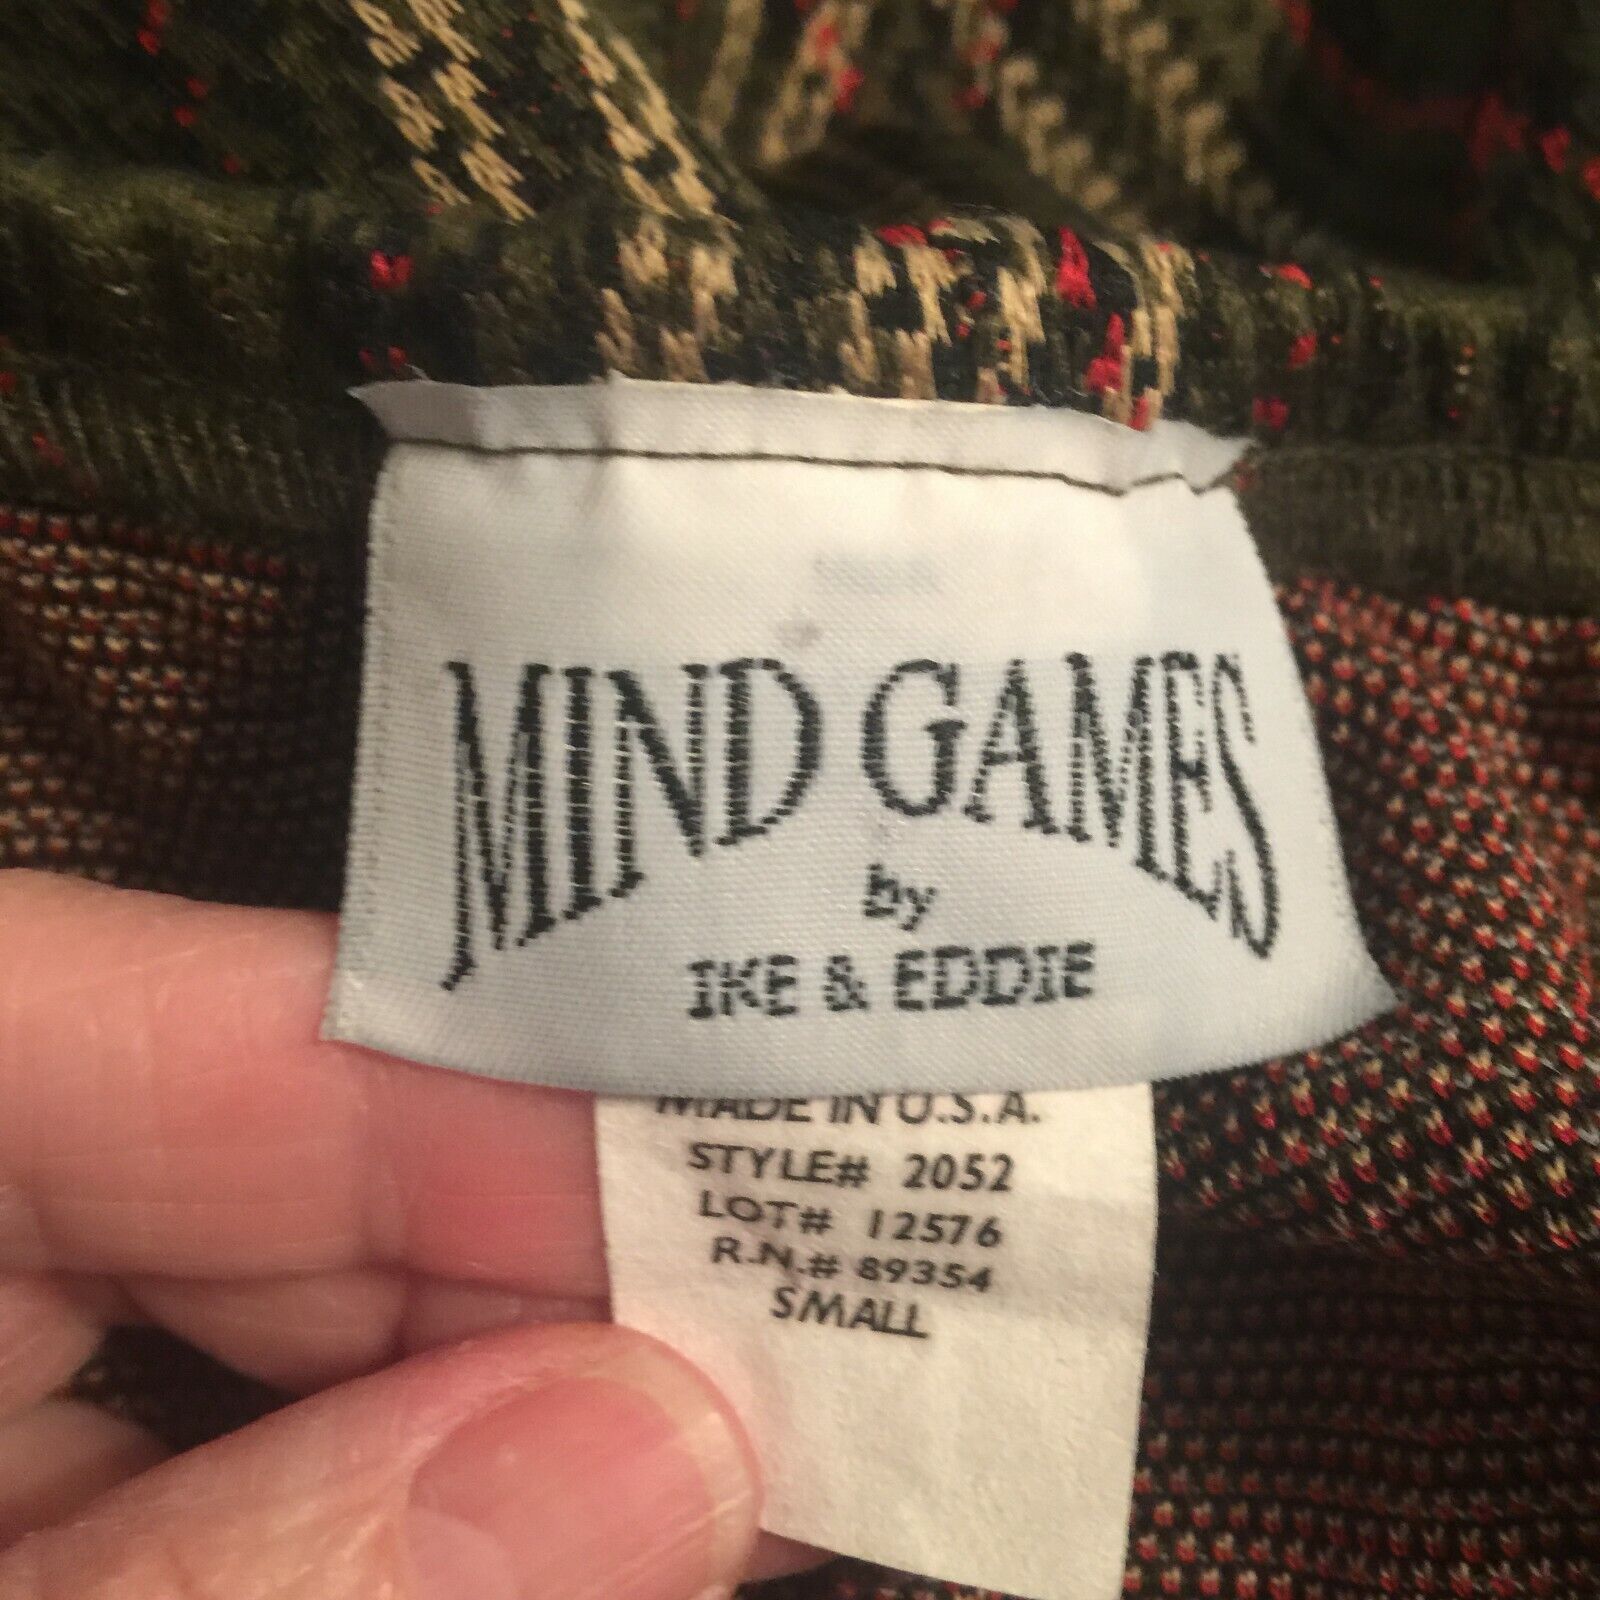 MIND GAMES
by
IKE & EDDIE
MADE IN U.S.A.
STYLE# 2052
LOT# 12576
R.N.# 89354
SMALL